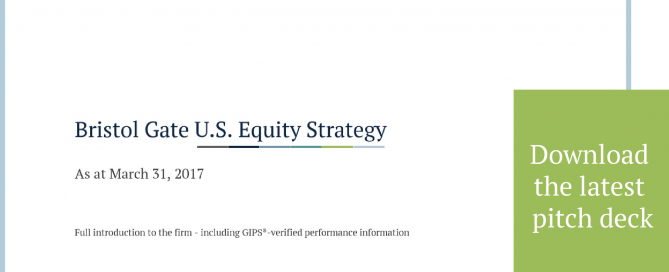 Bristol Gate U.S. Equity Strategy
As at March 31, 2017
Full introduction to the firm - including GIPS®-verified performance information
Download
the latest
pitch deck